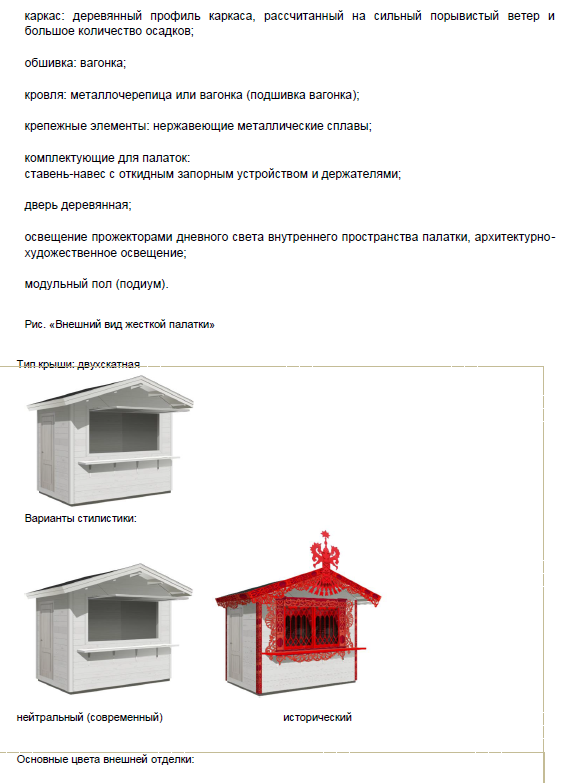 каркас: деревянный профиль каркаса, рассчитанный на сильный порывистый ветер и
большое количество осадков;
обшивка: вагонка;
кровля: металлочерепица или вагонка (подшивка вагонка);
крепежные элементы: нержавеющие металлические сплавы;
комплектующие для палаток:
ставень-навес с откидным запорным устройством и держателями;
дверь деревянная;
освещение прожекторами дневного света внутреннего пространства палатки, архитектурно-
художественное освещение;
модульный пол (подиум).
Рис. «Внешний вид жесткой палатки»
Тип крыши: двухскатная
Варианты стилистики:
нейтральный (современный) исторический
Основные цвета внешней отделки: